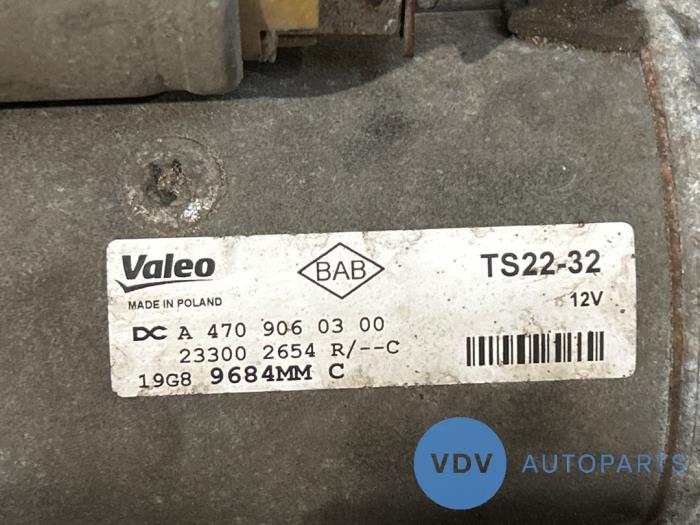 Valeo
BAB
TS22-32
MADE IN POLAND
12V
DC A 470 906 03 00
23300 2654 R/--C
19G8 9684MM C
VDV AUTOPARTS